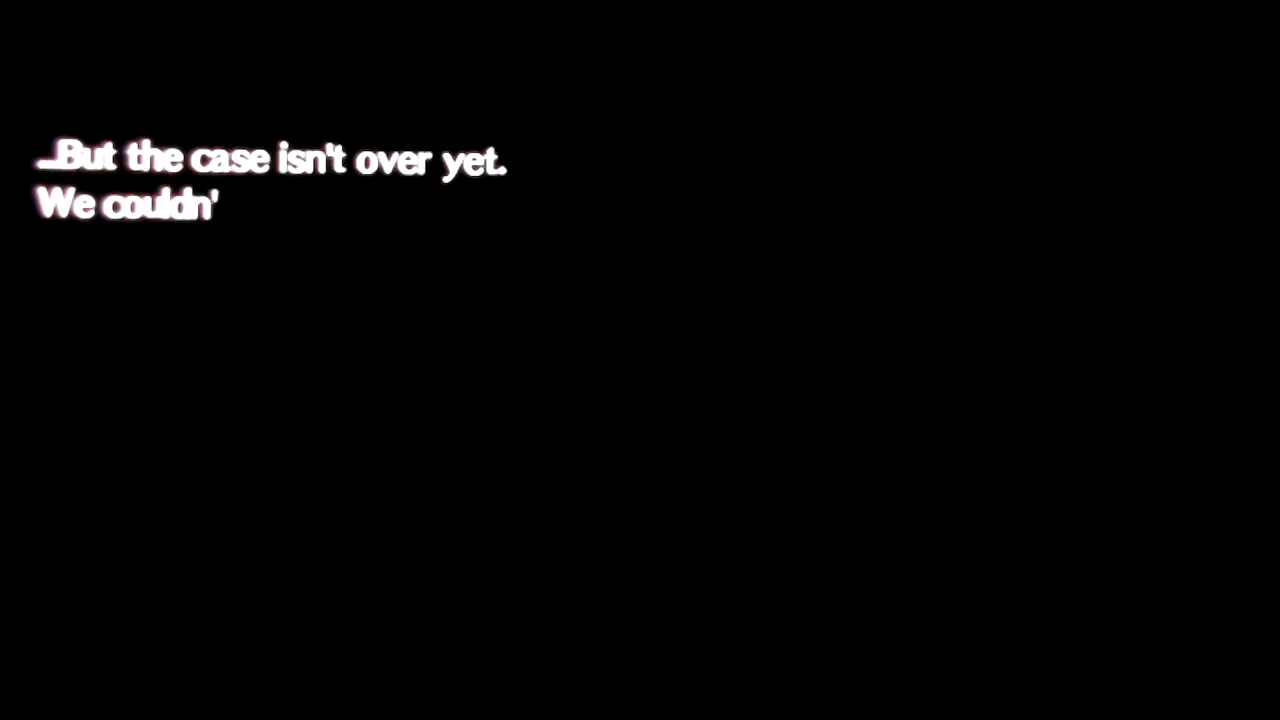 ...But the case isn't over yet.
We couldn'